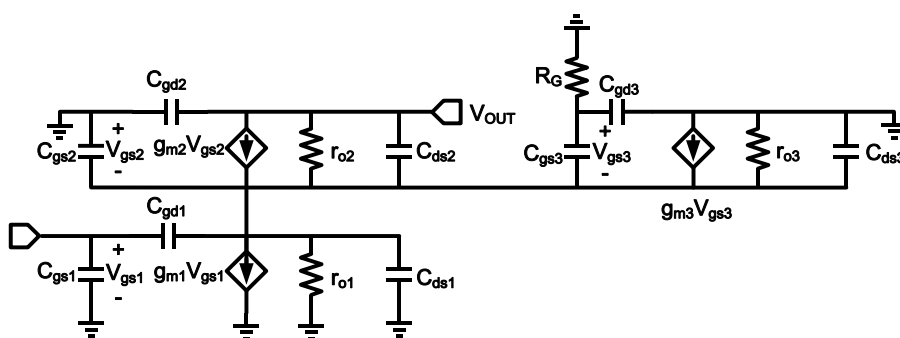 R_G
C_gd3
C_gd2
V_OUT
+
V_gs2
-
C_gs2
g_m2V_gs2
r_o2
C_ds2
C_gs3
+
V_gs3
-
r_o3
C_ds3
g_m3V_gs3
C_gd1
C_gs1
+
V_gs1
-
g_m1V_gs1
r_o1
C_ds1